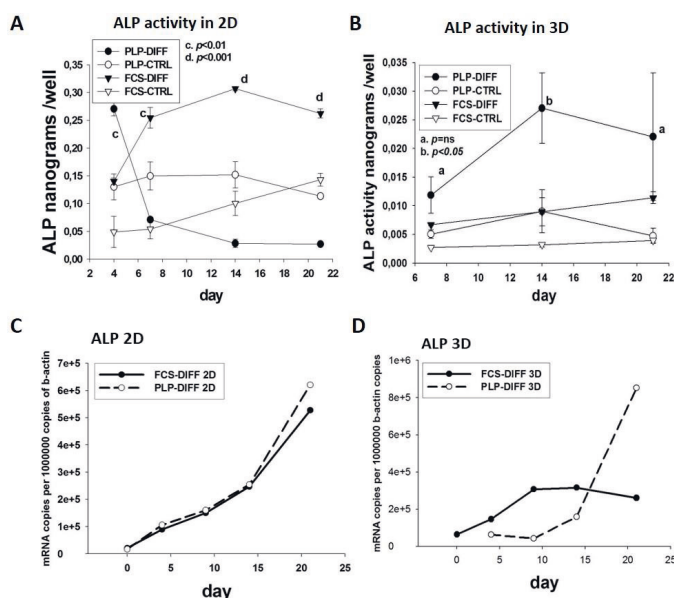 A
ALP activity in 2D
PLP-DIFF
PLP-CTRL
FCS-DIFF
FCS-CTRL
c. p<0.01
d. p<0.001
0,35
0,30
0,25
0,20
0,15
0,10
0,05
0,00
ALP nanograms /well
c
c
d
d
2 4 6 8 10 12 14 16 18 20 22
day
B
ALP activity in 3D
PLP-DIFF
PLP-CTRL
FCS-DIFF
FCS-CTRL
a. p=ns
b. p<0.05
0,035
0,030
0,025
0,020
0,015
0,010
0,005
0,000
ALP activity nanograms /well
a
b
a
6 8 10 12 14 16 18 20 22
day
C
ALP 2D
FCS-DIFF 2D
PLP-DIFF 2D
7e+5
6e+5
5e+5
4e+5
3e+5
2e+5
1e+5
0
mRNA copies per 1000000 copies of b-actin
0 5 10 15 20 25
day
D
ALP 3D
FCS-DIFF 3D
PLP-DIFF 3D
1e+6
8e+5
6e+5
4e+5
2e+5
0
mRNA copies per 1000000 b-actin copies
0 5 10 15 20 25
day